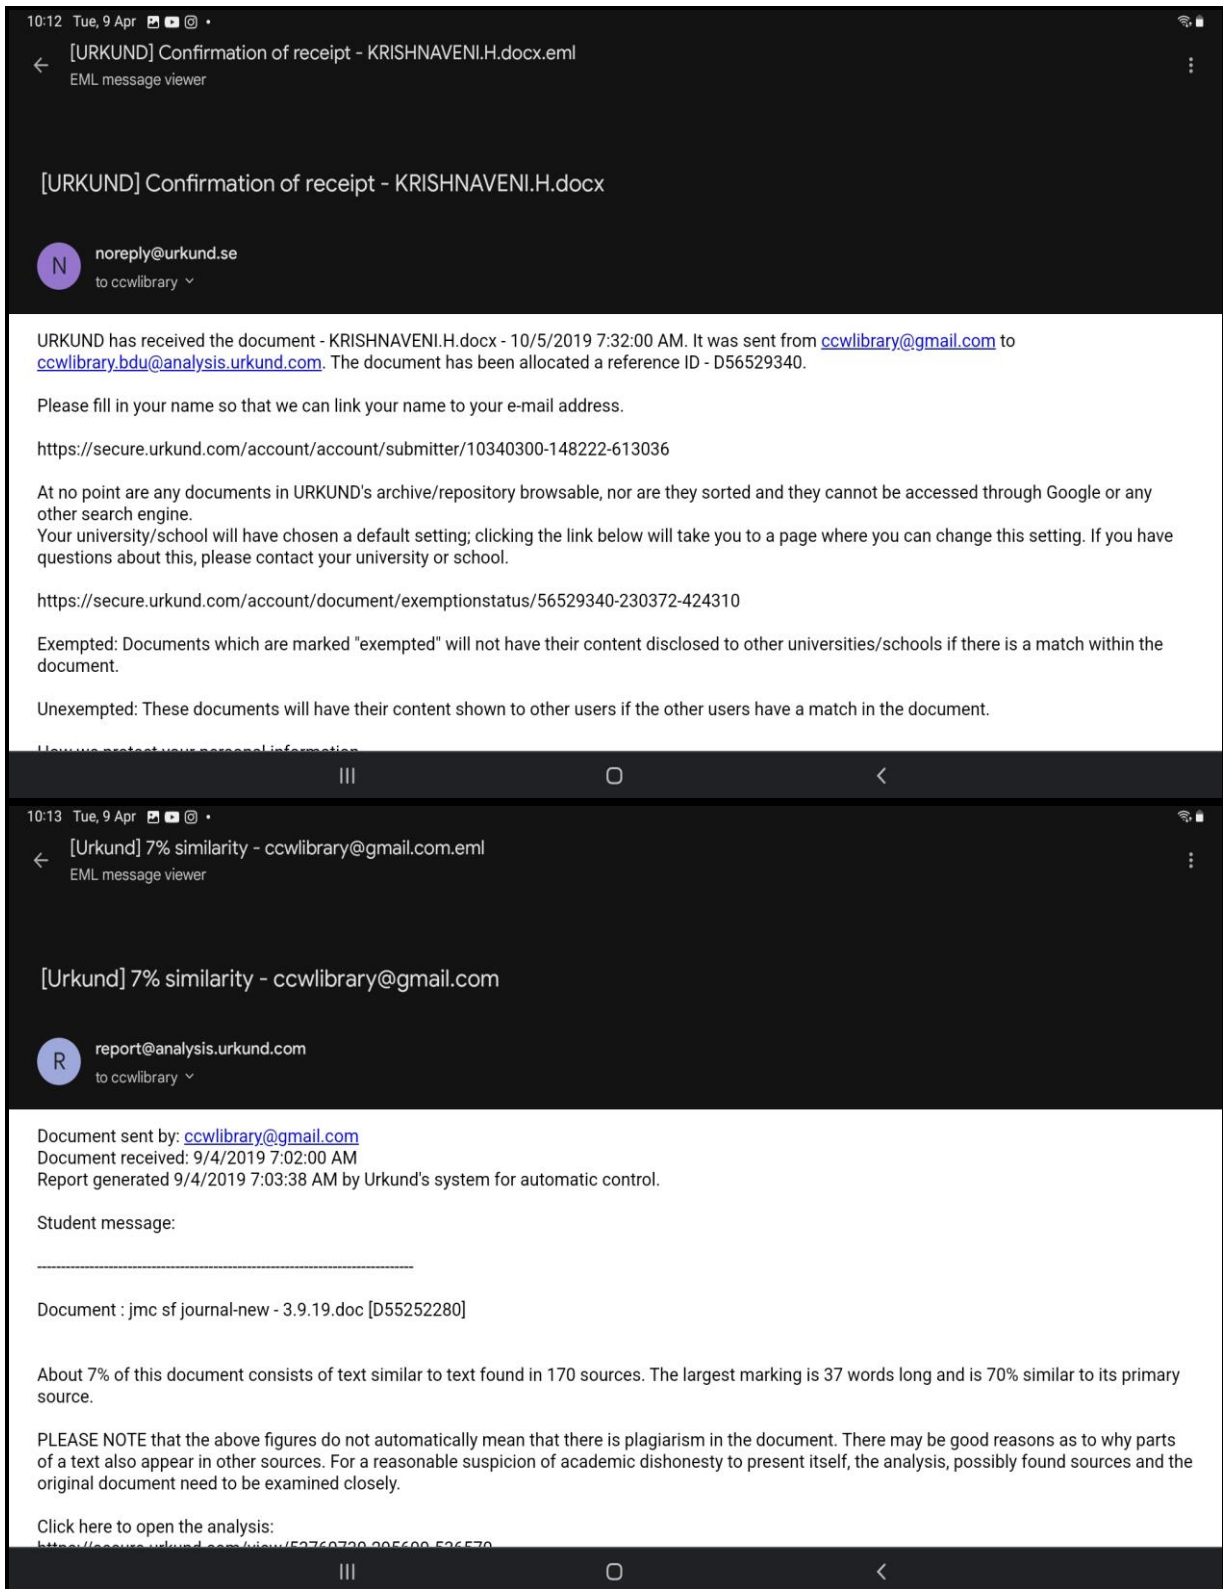 10:12 Tue, 9 Apr
[URKUND] Confirmation of receipt - KRISHNAVENI.H.docx.eml
EML message viewer
[URKUND] Confirmation of receipt - KRISHNAVENI.H.docx
N
noreply@urkund.se
to ccwlibrary
URKUND has received the document - KRISHNAVENI.H.docx - 10/5/2019 7:32:00 AM. It was sent from ccwlibrary@gmail.com to
ccwlibrary.bdu@analysis.urkund.com. The document has been allocated a reference ID - D56529340.
Please fill in your name so that we can link your name to your e-mail address.
https://secure.urkund.com/account/account/submitter/10340300-148222-613036
At no point are any documents in URKUND's archive/repository browsable, nor are they sorted and they cannot be accessed through Google or any
other search engine.
Your university/school will have chosen a default setting; clicking the link below will take you to a page where you can change this setting. If you have
questions about this, please contact your university or school.
https://secure.urkund.com/account/document/exemptionstatus/56529340-230372-424310
Exempted: Documents which are marked "exempted" will not have their content disclosed to other universities/schools if there is a match within the
document.
Unexempted: These documents will have their content shown to other users if the other users have a match in the document.
How we protect your personal information
10:13 Tue, 9 Apr
[Urkund] 7% similarity - ccwlibrary@gmail.com.eml
EML message viewer
[Urkund] 7% similarity - ccwlibrary@gmail.com
R
report@analysis.urkund.com
to ccwlibrary
Document sent by: ccwlibrary@gmail.com
Document received: 9/4/2019 7:02:00 AM
Report generated 9/4/2019 7:03:38 AM by Urkund's system for automatic control.
Student message:
Document : jmc sf journal-new - 3.9.19.doc [D55252280]
About 7% of this document consists of text similar to text found in 170 sources. The largest marking is 37 words long and is 70% similar to its primary
source.
PLEASE NOTE that the above figures do not automatically mean that there is plagiarism in the document. There may be good reasons as to why parts
of a text also appear in other sources. For a reasonable suspicion of academic dishonesty to present itself, the analysis, possibly found sources and the
original document need to be examined closely.
Click here to open the analysis: